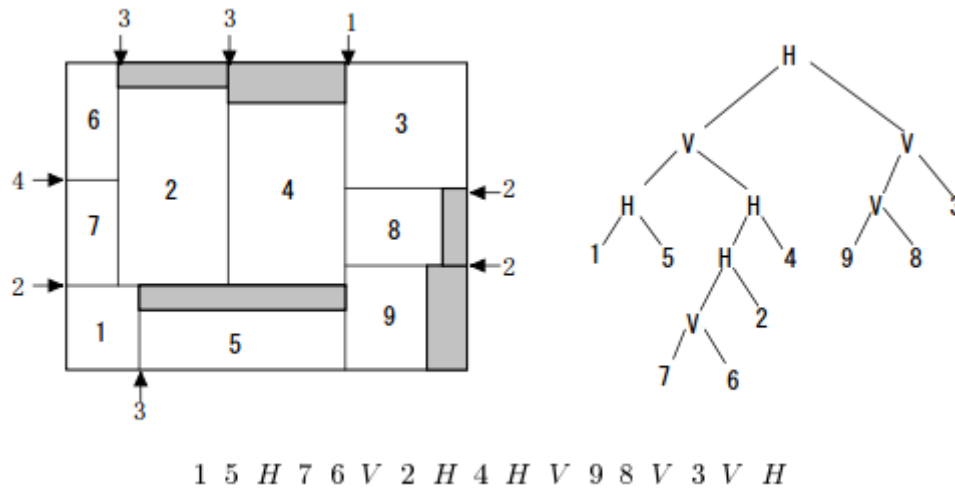 3 3 1
H
6 3
V V
4 2 4 2
H H V 3
7 8
1 5 H 4 9 8
2 2
V 2
1 5 9
7 6
3
1 5 H 7 6 V 2 H 4 H V 9 8 V 3 V H